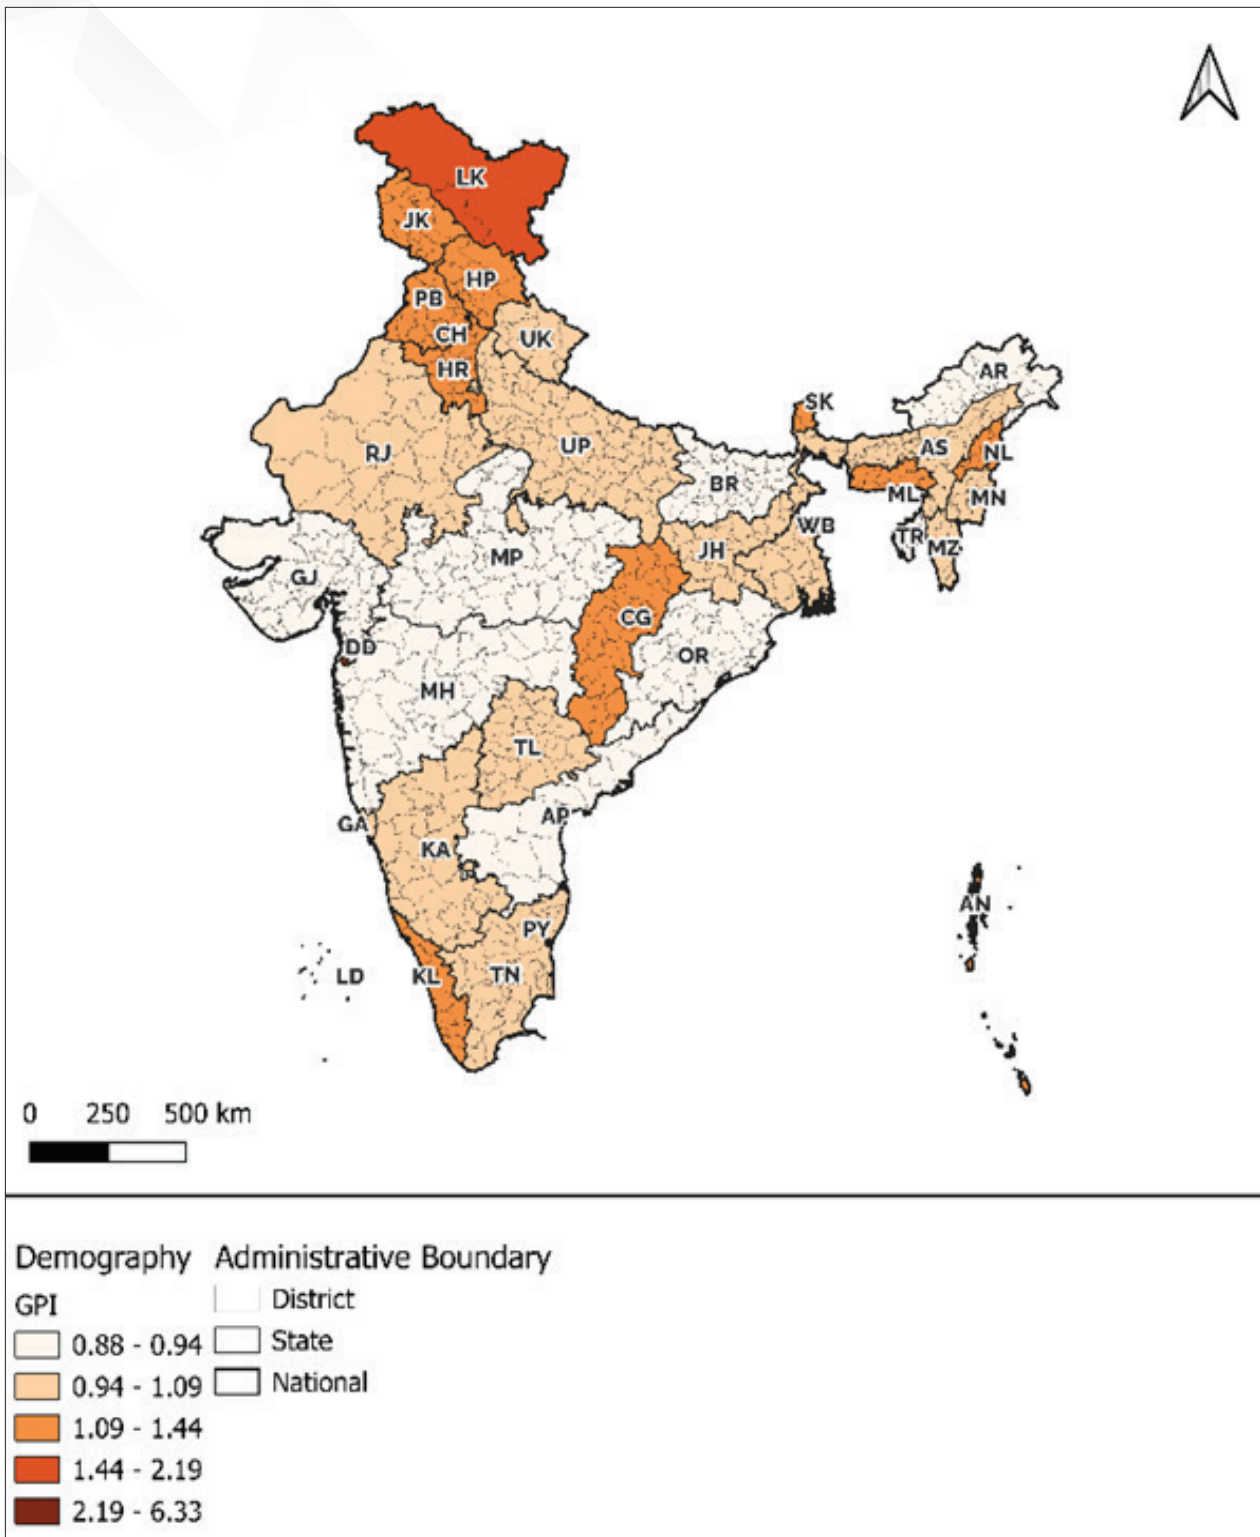 LK
JK
HP
PB
CH
UK
HR
AR
SK
RJ
UP
AS
NL
BR
ML
MN
WB
TR
MZ
JH
MP
GJ
CG
DD
OR
MH
TL
AP
GA
KA
AN
PY
LD
KL
TN
0 250 500 km
Demography Administrative Boundary
GPI
District
0.88 - 0.94
State
0.94 - 1.09
National
1.09 - 1.44
1.44 - 2.19
2.19 - 6.33